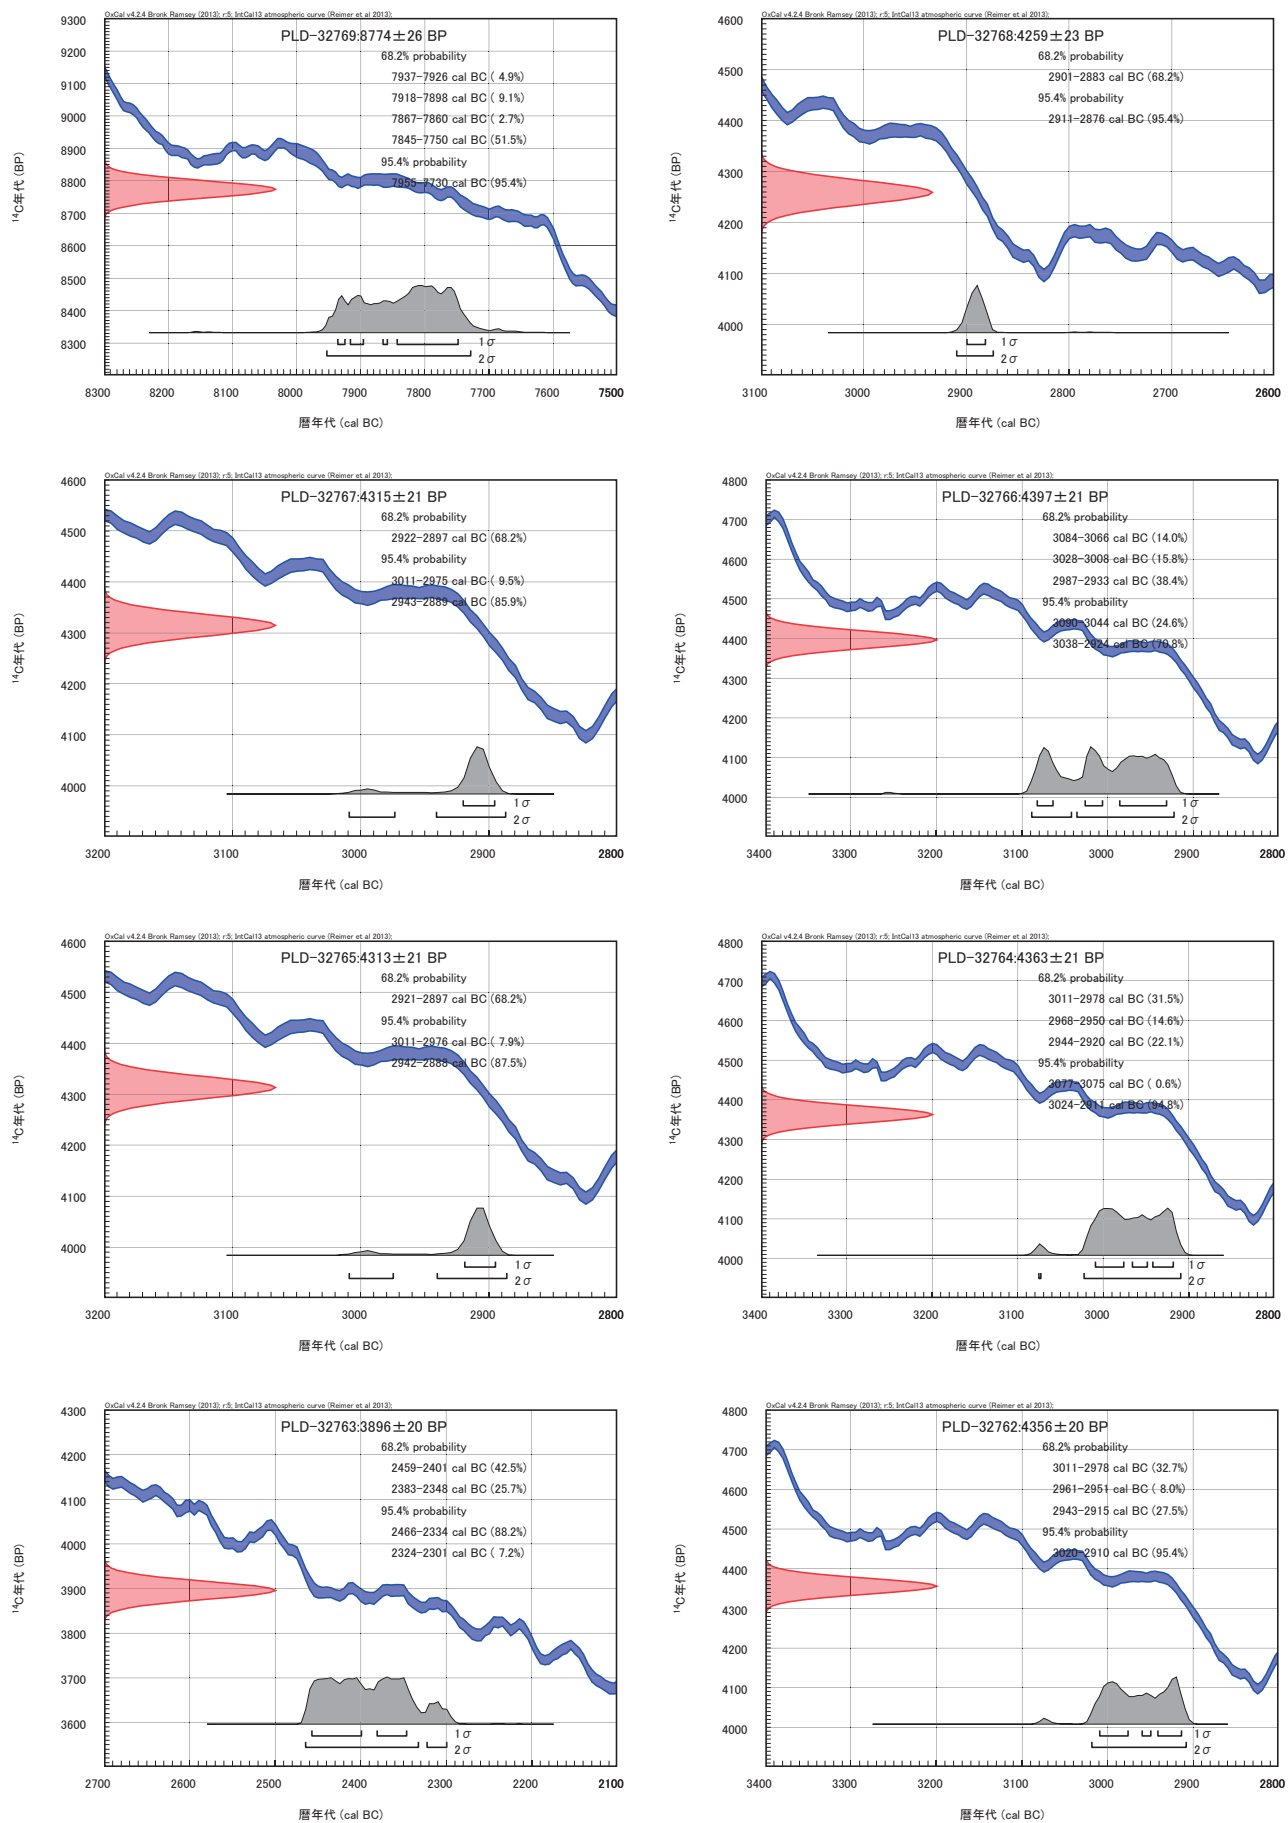 OxCal v4.2.4 Bronk Ramsey (2013); r:5; IntCal13 atmospheric curve (Reimer et al 2013);
PLD-32769:8774±26 BP
68.2% probability
7937-7926 cal BC ( 4.9%)
7918-7898 cal BC ( 9.1%)
7867-7860 cal BC ( 2.7%)
7845-7750 cal BC (51.5%)
95.4% probability
7955-7730 cal BC (95.4%)
9300
9200
9100
9000
8900
8800
8700
8600
8500
8400
8300
14C年代 (BP)
1σ
2σ
8300 8200 8100 8000 7900 7800 7700 7600 7500
暦年代 (cal BC)
OxCal v4.2.4 Bronk Ramsey (2013); r:5; IntCal13 atmospheric curve (Reimer et al 2013);
PLD-32768:4259±23 BP
68.2% probability
2901-2883 cal BC (68.2%)
95.4% probability
2911-2876 cal BC (95.4%)
4600
4500
4400
4300
4200
4100
4000
14C年代 (BP)
1σ
2σ
3100 3000 2900 2800 2700 2600
暦年代 (cal BC)
OxCal v4.2.4 Bronk Ramsey (2013); r:5; IntCal13 atmospheric curve (Reimer et al 2013);
PLD-32767:4315±21 BP
68.2% probability
2922-2897 cal BC (68.2%)
95.4% probability
3011-2975 cal BC ( 9.5%)
2943-2889 cal BC (85.9%)
4600
4500
4400
4300
4200
4100
4000
14C年代 (BP)
1σ
2σ
3200 3100 3000 2900 2800
暦年代 (cal BC)
OxCal v4.2.4 Bronk Ramsey (2013); r:5; IntCal13 atmospheric curve (Reimer et al 2013);
PLD-32766:4397±21 BP
68.2% probability
3084-3066 cal BC (14.0%)
3028-3008 cal BC (15.8%)
2987-2933 cal BC (38.4%)
95.4% probability
3090-3044 cal BC (24.6%)
3038-2924 cal BC (70.8%)
4800
4700
4600
4500
4400
4300
4200
4100
4000
14C年代 (BP)
1σ
2σ
3400 3300 3200 3100 3000 2900 2800
暦年代 (cal BC)
OxCal v4.2.4 Bronk Ramsey (2013); r:5; IntCal13 atmospheric curve (Reimer et al 2013);
PLD-32765:4313±21 BP
68.2% probability
2921-2897 cal BC (68.2%)
95.4% probability
3011-2976 cal BC ( 7.9%)
2942-2888 cal BC (87.5%)
4600
4500
4400
4300
4200
4100
4000
14C年代 (BP)
1σ
2σ
3200 3100 3000 2900 2800
暦年代 (cal BC)
OxCal v4.2.4 Bronk Ramsey (2013); r:5; IntCal13 atmospheric curve (Reimer et al 2013);
PLD-32764:4363±21 BP
68.2% probability
3011-2978 cal BC (31.5%)
2968-2950 cal BC (14.6%)
2944-2920 cal BC (22.1%)
95.4% probability
3077-3075 cal BC ( 0.6%)
3024-2911 cal BC (94.8%)
4800
4700
4600
4500
4400
4300
4200
4100
4000
14C年代 (BP)
1σ
2σ
3400 3300 3200 3100 3000 2900 2800
暦年代 (cal BC)
OxCal v4.2.4 Bronk Ramsey (2013); r:5; IntCal13 atmospheric curve (Reimer et al 2013);
PLD-32763:3896±20 BP
68.2% probability
2459-2401 cal BC (42.5%)
2383-2348 cal BC (25.7%)
95.4% probability
2466-2334 cal BC (88.2%)
2324-2301 cal BC ( 7.2%)
4300
4200
4100
4000
3900
3800
3700
3600
14C年代 (BP)
1σ
2σ
2700 2600 2500 2400 2300 2200 2100
暦年代 (cal BC)
OxCal v4.2.4 Bronk Ramsey (2013); r:5; IntCal13 atmospheric curve (Reimer et al 2013);
PLD-32762:4356±20 BP
68.2% probability
3011-2978 cal BC (32.7%)
2961-2951 cal BC ( 8.0%)
2943-2915 cal BC (27.5%)
95.4% probability
3020-2910 cal BC (95.4%)
4800
4700
4600
4500
4400
4300
4200
4100
4000
14C年代 (BP)
1σ
2σ
3400 3300 3200 3100 3000 2900 2800
暦年代 (cal BC)